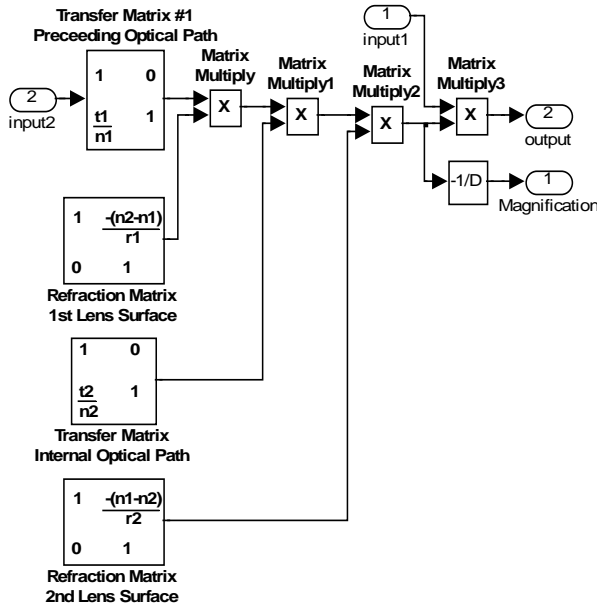 Transfer Matrix #1
Preceeding Optical Path
1 0
t1
n1
1
2
input2
Matrix
Multiply
X
Matrix
Multiply1
X
Matrix
Multiply2
X
1
input1
Matrix
Multiply3
X
2
output
-1/D
1
Magnification
1 -(n2-n1)
r1
0 1
Refraction Matrix
1st Lens Surface
1 0
t2
n2
1
Transfer Matrix
Internal Optical Path
1 -(n1-n2)
r2
0 1
Refraction Matrix
2nd Lens Surface